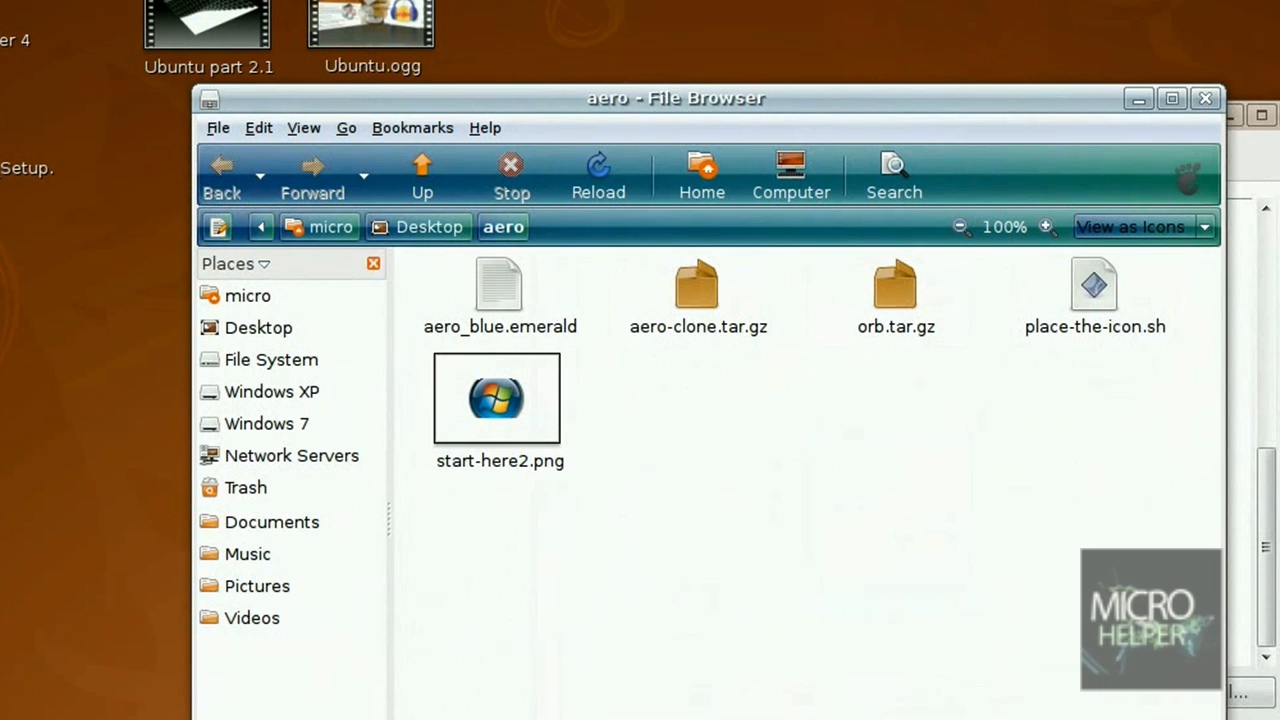 er 4
Ubuntu part 2.1
Ubuntu.ogg
Setup.
aero - File Browser
File Edit View Go Bookmarks Help
Back Forward Up Stop Reload Home Computer Search
micro Desktop aero 100% View as Icons
Places
micro
Desktop
File System
Windows XP
Windows 7
Network Servers
Trash
Documents
Music
Pictures
Videos
aero_blue.emerald
aero-clone.tar.gz
orb.tar.gz
place-the-icon.sh
start-here2.png
MICRO
HELPER